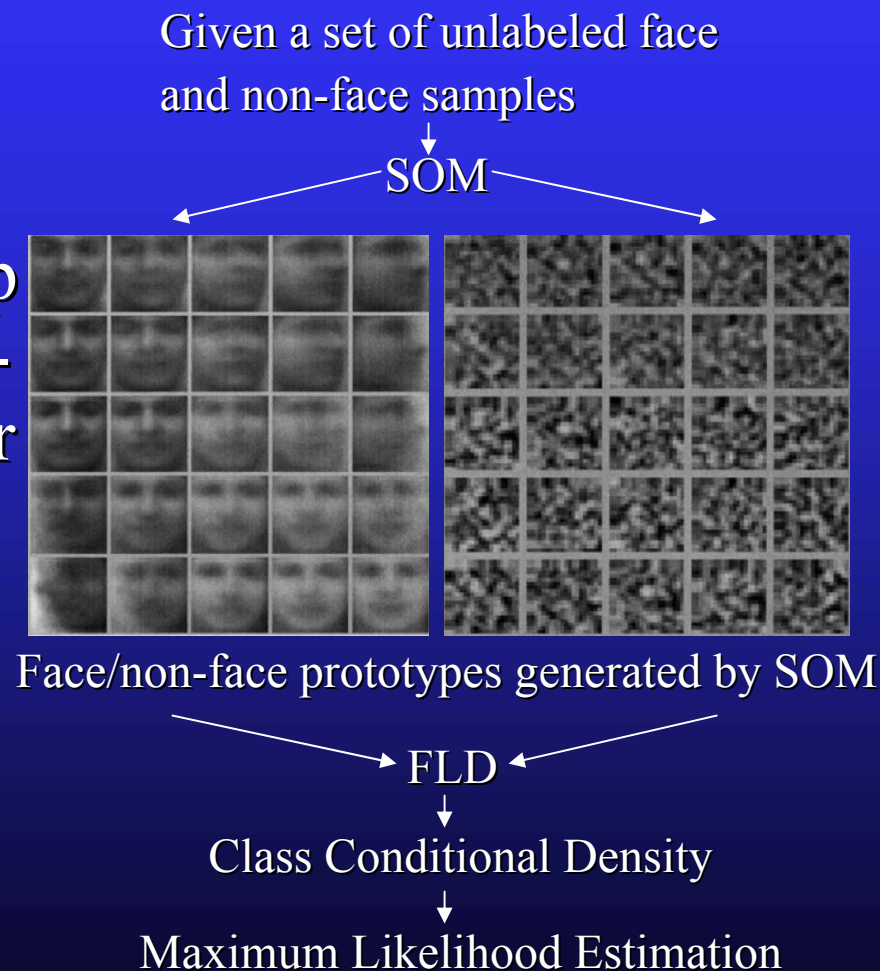 Given a set of unlabeled face
and non-face samples
SOM
Face/non-face prototypes generated by SOM
FLD
Class Conditional Density
Maximum Likelihood Estimation